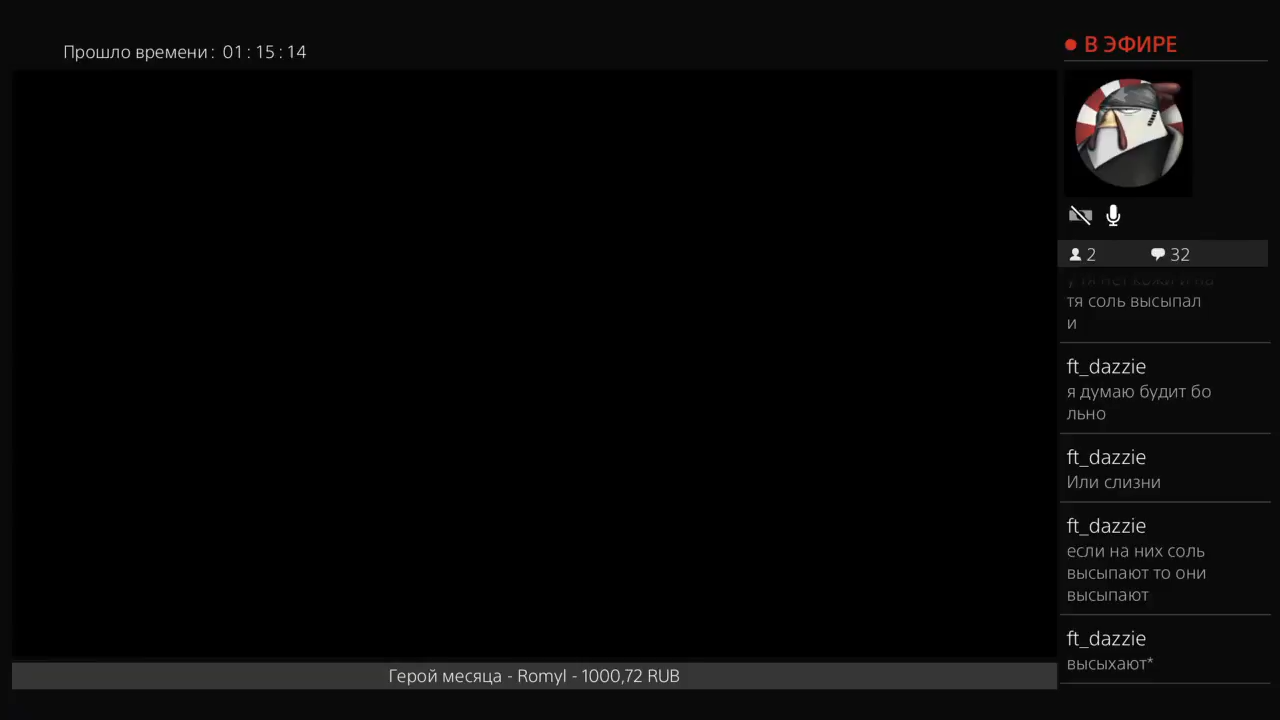 Прошло времени: 01:15:14
В ЭФИРЕ
2 32
тя соль высыпал
и
ft_dazzie
я думаю будит бо
льно
ft_dazzie
Или слизни
ft_dazzie
если на них соль
высыпают то они
высыпают
ft_dazzie
высыхают*
Герой месяца - Romyl - 1000,72 RUB